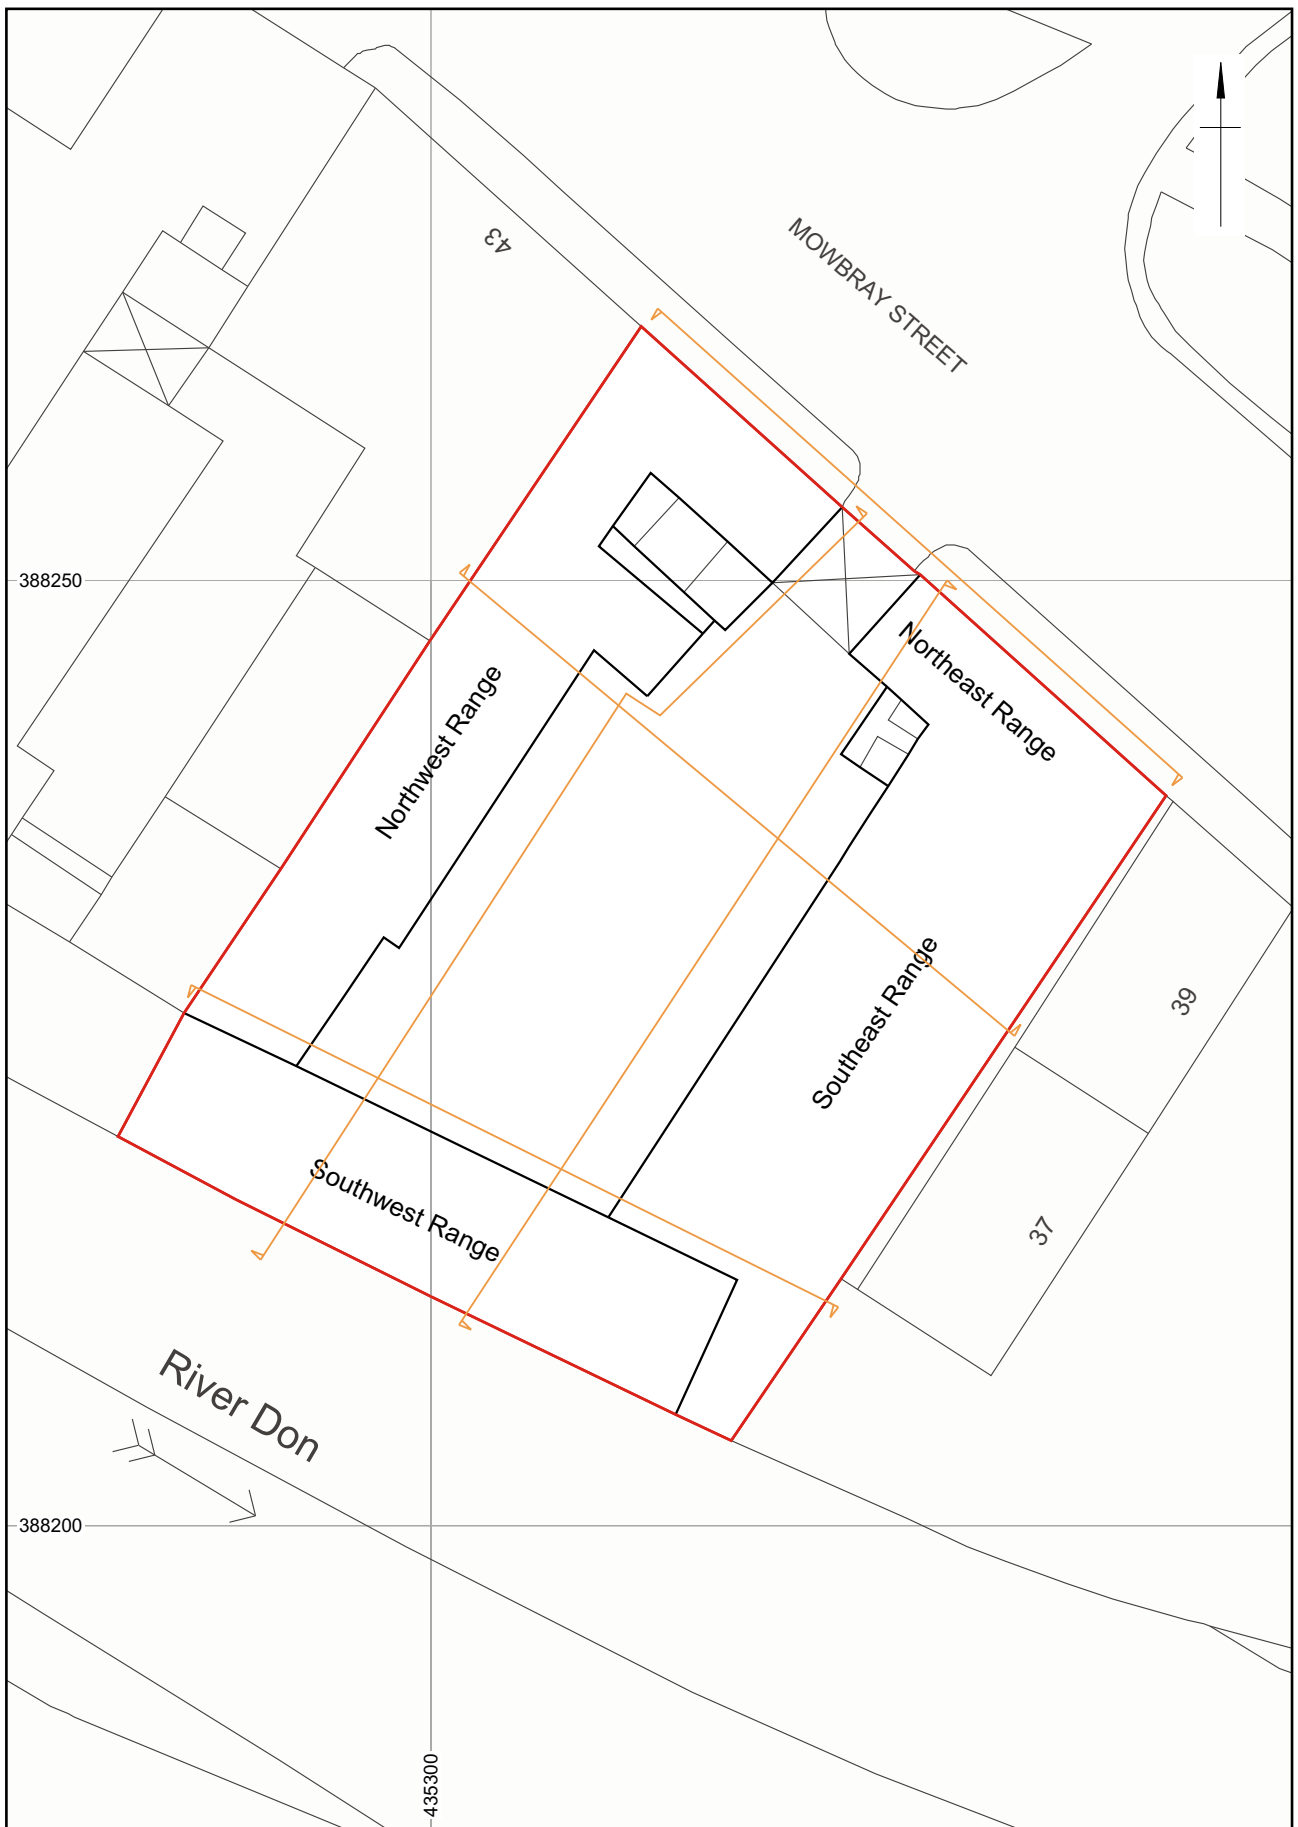 43
MOWBRAY STREET
388250
Northeast Range
Northwest Range
Southeast Range
39
Southwest Range
37
River Don
388200
435300